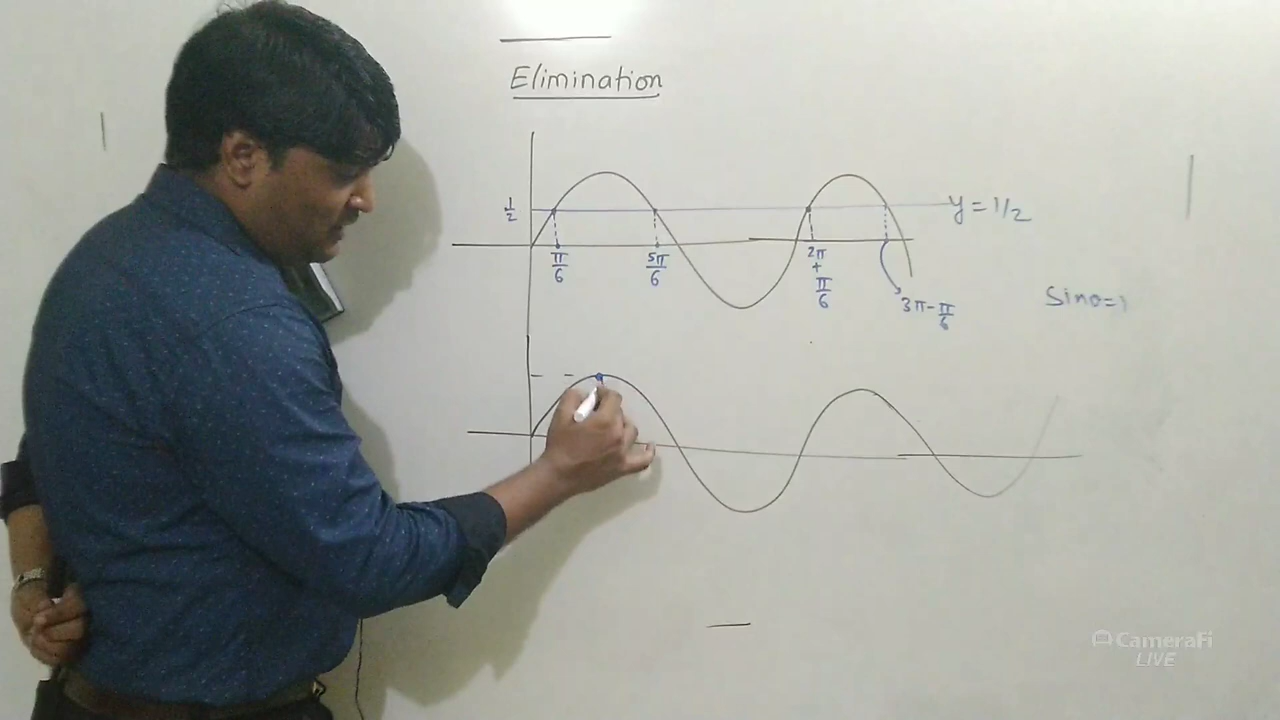 Elimination
1/2
y = 1/2
π/6
5π/6
2π + π/6
3π - π/6
Sinθ=1
CameraFi
LIVE